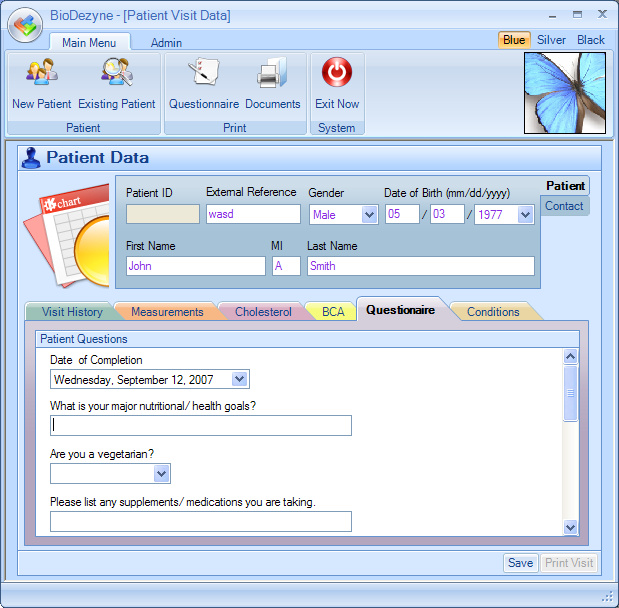 BioDezyne - [Patient Visit Data]
Main Menu Admin Blue Silver Black
New Patient Existing Patient Questionnaire Documents Exit Now
Patient Print System
Patient Data
chart
Patient ID External Reference Gender Date of Birth (mm/dd/yyyy) Patient
wasd Male 05 / 03 / 1977 Contact
First Name MI Last Name
John A Smith
Visit History Measurements Cholesterol BCA Questionaire Conditions
Patient Questions
Date of Completion
Wednesday, September 12, 2007
What is your major nutritional/ health goals?
Are you a vegetarian?
Please list any supplements/ medications you are taking.
Save Print Visit